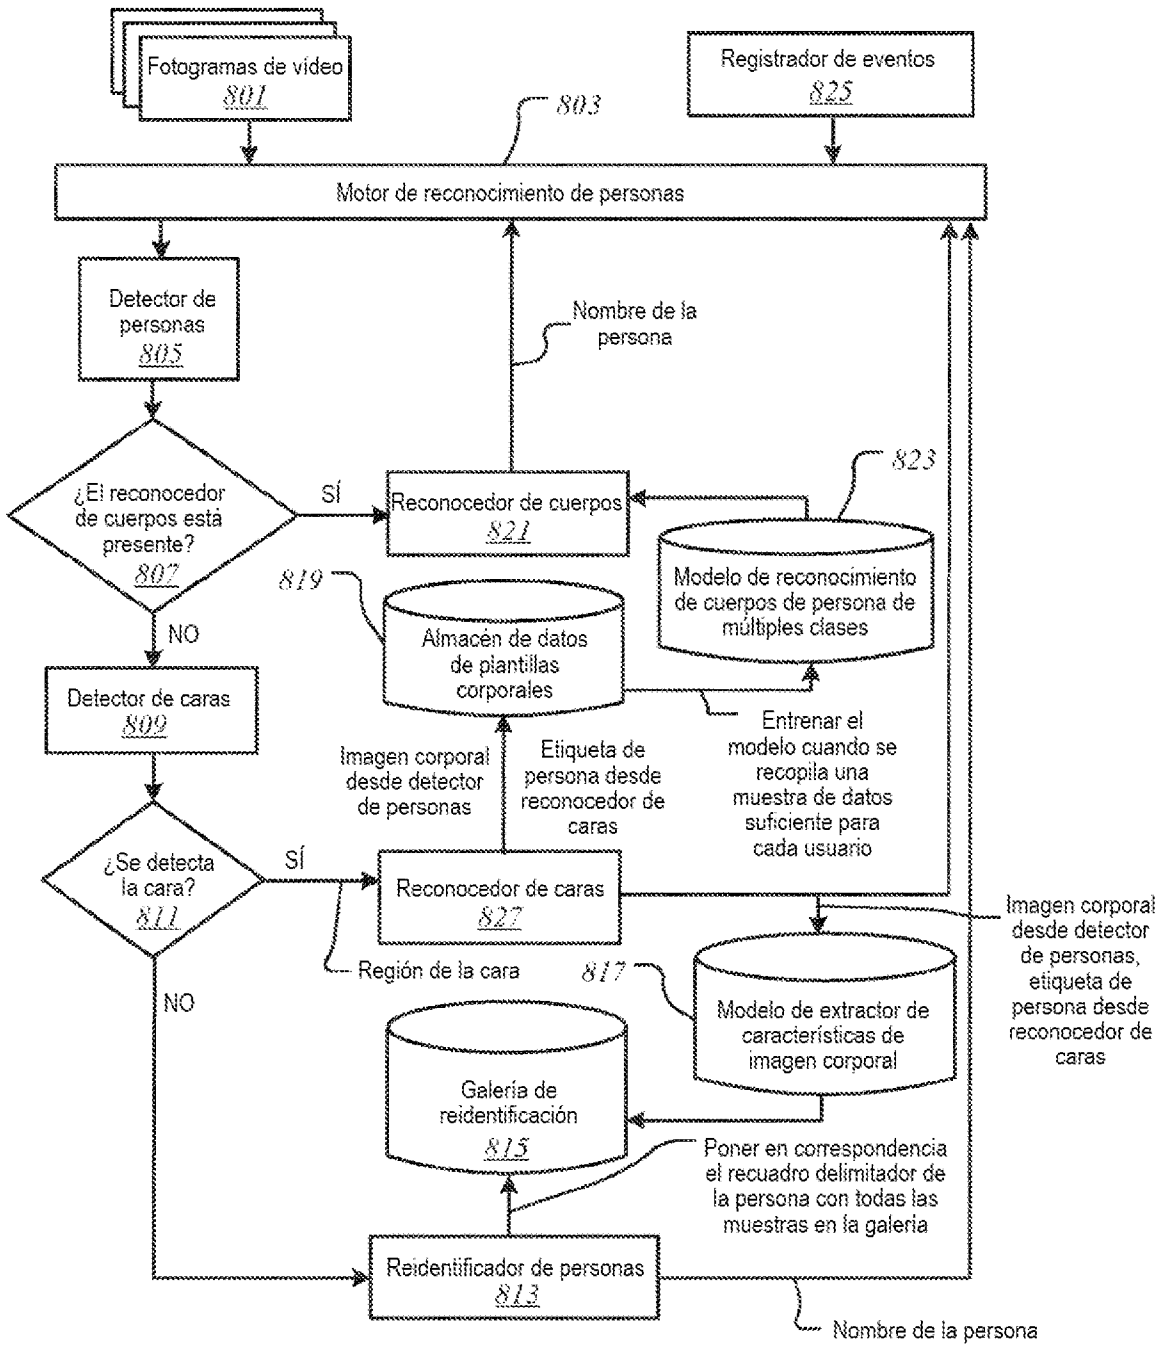 Fotogramas de vídeo
801
Registrador de eventos
825
803
Motor de reconocimiento de personas
Detector de
personas
805
Nombre de la
persona
¿El reconocedor
de cuerpos está
presente?
807
SÍ
Reconocedor de cuerpos
821
823
Modelo de reconocimiento
de cuerpos de persona de
múltiples clases
819
Almacén de datos
de plantillas
corporales
NO
Detector de caras
809
Imagen corporal
desde detector
de personas
Etiqueta de
persona desde
reconocedor de
caras
Entrenar el
modelo cuando se
recopila una
muestra de datos
suficiente para
cada usuario
¿Se detecta
la cara?
811
SÍ
Reconocedor de caras
827
Región de la cara
Imagen corporal
desde detector
de personas,
etiqueta de
persona desde
reconocedor de
caras
817
Modelo de extractor de
características de
imagen corporal
NO
Galería de
reidentificación
815
Poner en correspondencia
el recuadro delimitador de
la persona con todas las
muestras en la galería
Reidentificador de personas
813
Nombre de la persona